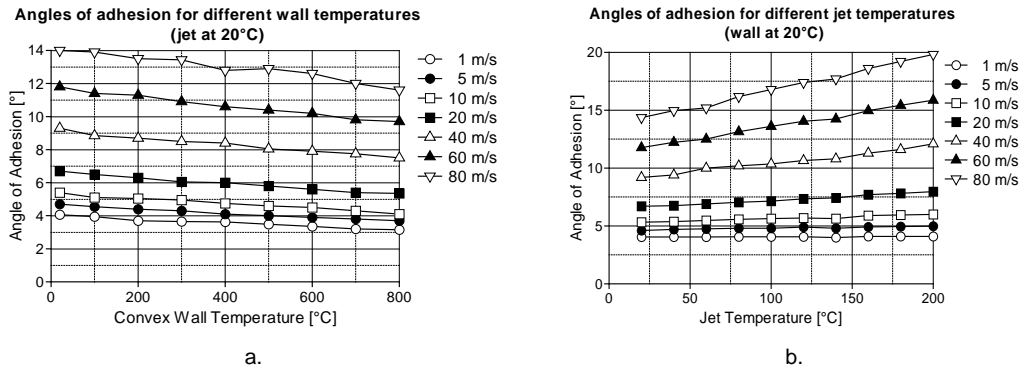 Angles of adhesion for different wall temperatures
(jet at 20°C)
14
12
10
8
6
4
2
0
Angle of Adhesion [°]
0
200
400
600
800
Convex Wall Temperature [°C]
1 m/s
5 m/s
10 m/s
20 m/s
40 m/s
60 m/s
80 m/s
a.
Angles of adhesion for different jet temperatures
(wall at 20°C)
20
15
10
5
0
Angle of Adhesion [°]
0
50
100
150
200
Jet Temperature [°C]
1 m/s
5 m/s
10 m/s
20 m/s
40 m/s
60 m/s
80 m/s
b.